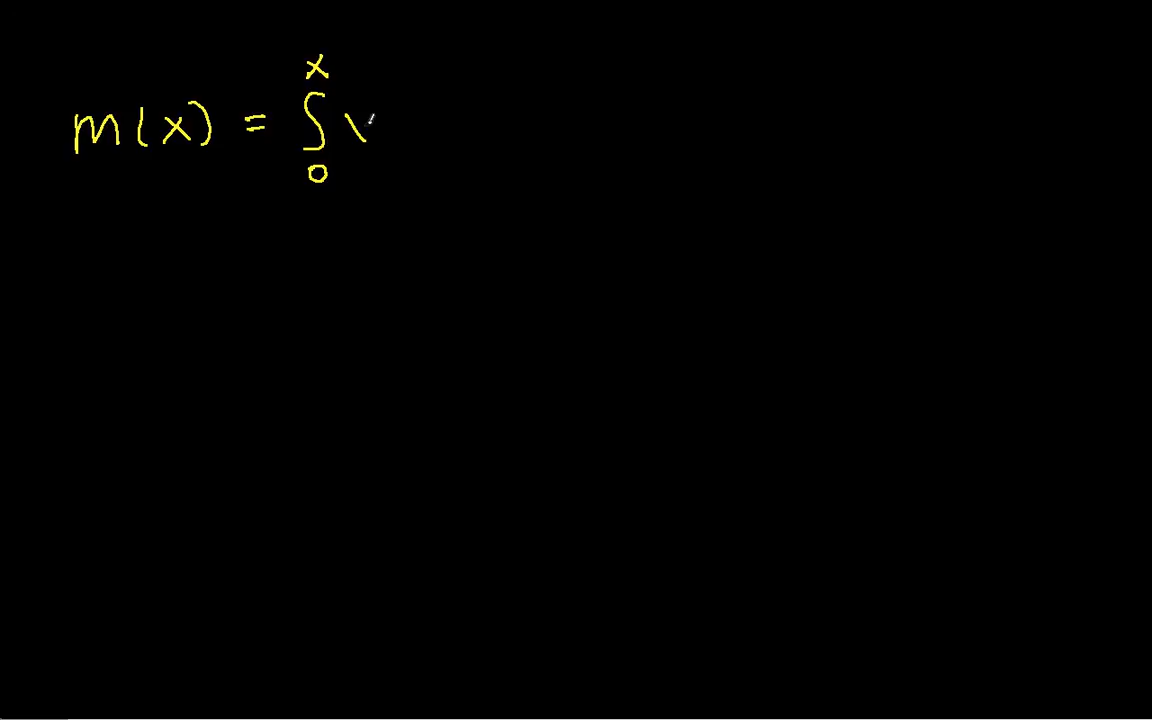 m(x) = ∫₀ˣ